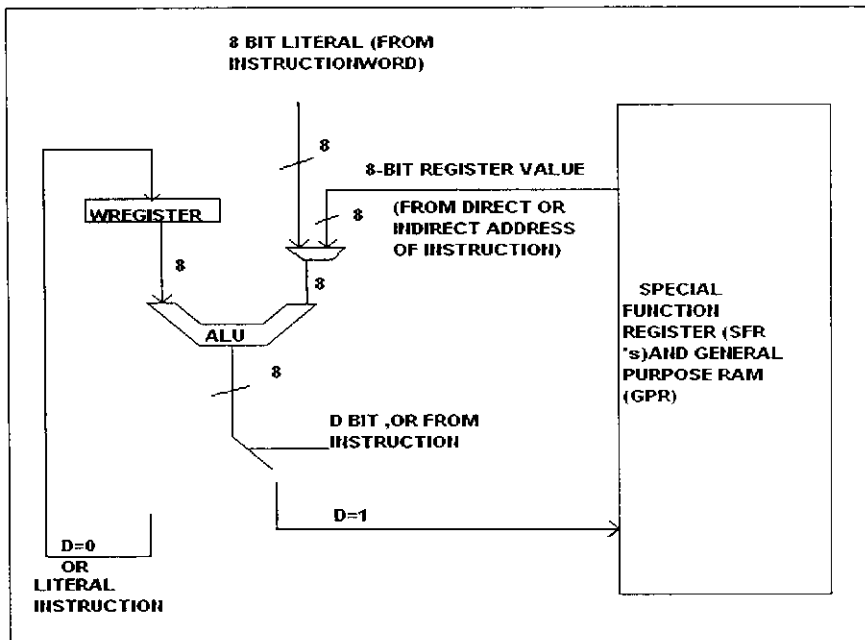 8 BIT LITERAL (FROM
INSTRUCTIONWORD)
8
8-BIT REGISTER VALUE
WREGISTER
8
(FROM DIRECT OR
INDIRECT ADDRESS
OF INSTRUCTION)
8
8
SPECIAL
FUNCTION
REGISTER (SFR
's)AND GENERAL
PURPOSE RAM
(GPR)
ALU
8
D BIT ,OR FROM
INSTRUCTION
D=1
D=0
OR
LITERAL
INSTRUCTION